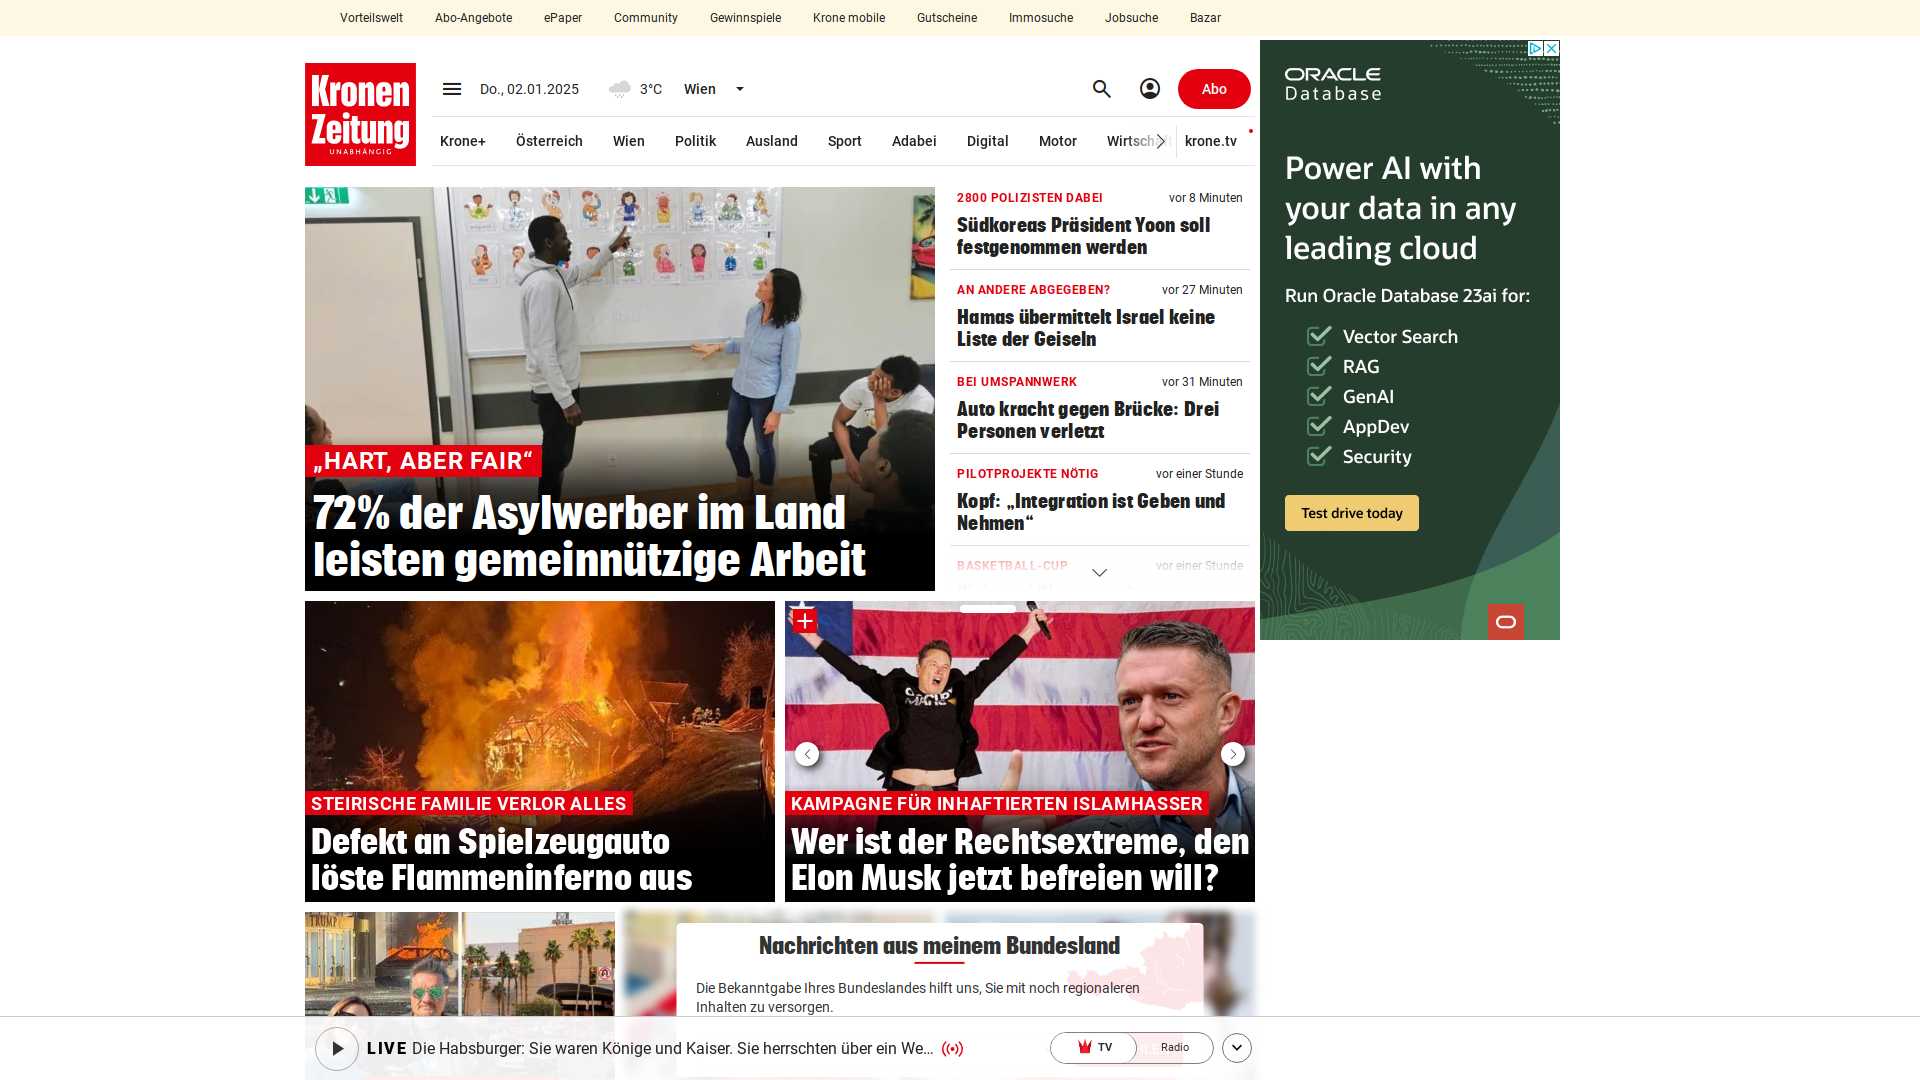 Vorteilswelt
Abo-Angebote
ePaper
Community
Gewinnspiele
Krone mobile
Gutscheine
Immosuche
Jobsuche
Bazar
Kronen
Zeitung
UNABHÄNGIG
Do., 02.01.2025
3°C
Wien
Abo
Krone+
Österreich
Wien
Politik
Ausland
Sport
Adabei
Digital
Motor
Wirtschaft
krone.tv
„HART, ABER FAIR“
72% der Asylwerber im Land
leisten gemeinnützige Arbeit
2800 POLIZISTEN DABEI
vor 8 Minuten
Südkoreas Präsident Yoon soll
festgenommen werden
AN ANDERE ABGEGEBEN?
vor 27 Minuten
Hamas übermittelt Israel keine
Liste der Geiseln
BEI UMSPANNWERK
vor 31 Minuten
Auto kracht gegen Brücke: Drei
Personen verletzt
PILOTPROJEKTE NÖTIG
vor einer Stunde
Kopf: „Integration ist Geben und
Nehmen“
BASKETBALL-CUP
vor einer Stunde
ORACLE
Database
Power AI with
your data in any
leading cloud
Run Oracle Database 23ai for:
Vector Search
RAG
GenAI
AppDev
Security
Test drive today
STEIRISCHE FAMILIE VERLOR ALLES
Defekt an Spielzeugauto
löste Flammeninferno aus
OCCUPY
MARS
KAMPAGNE FÜR INHAFTIERTEN ISLAMHASSER
Wer ist der Rechtsextreme, den
Elon Musk jetzt befreien will?
TRUMP
Nachrichten aus meinem Bundesland
Die Bekanntgabe Ihres Bundeslandes hilft uns, Sie mit noch regionaleren
Inhalten zu versorgen.
LIVE Die Habsburger: Sie waren Könige und Kaiser. Sie herrschten über ein We...
TV
Radio